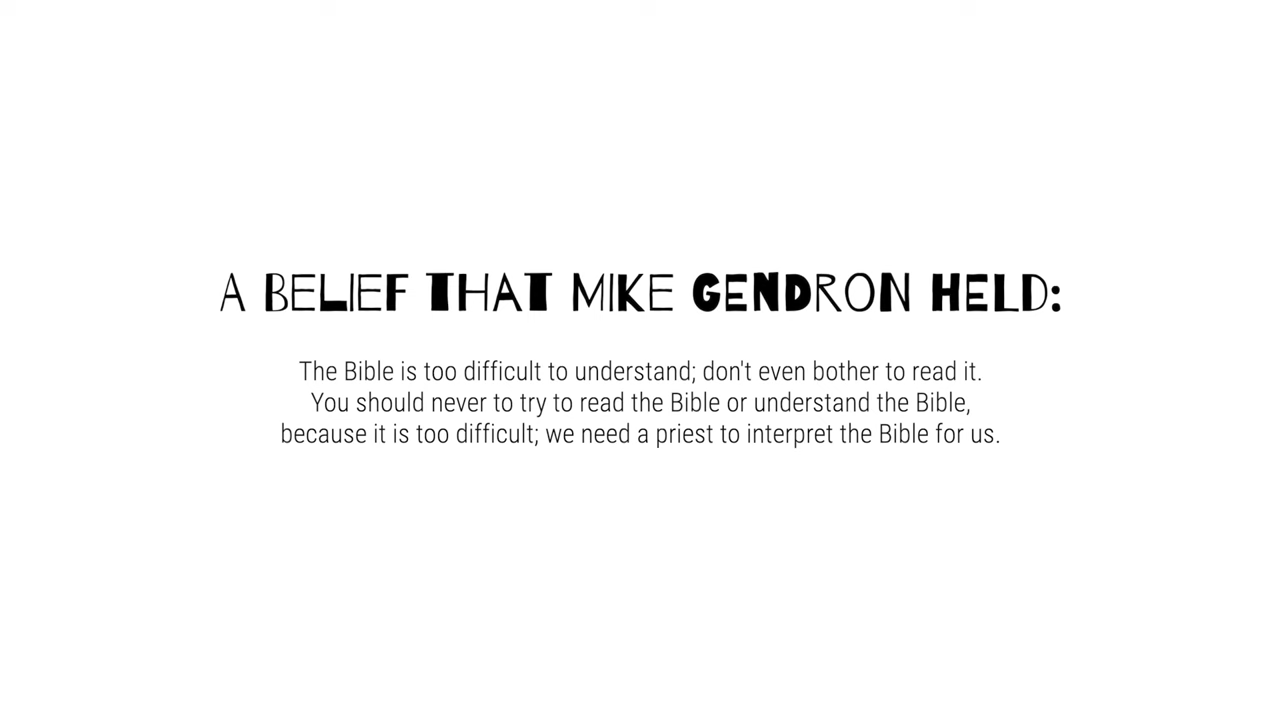 A BELIEF THAT MIKE GENDRON HELD:
The Bible is too difficult to understand; don't even bother to read it.
You should never to try to read the Bible or understand the Bible,
because it is too difficult; we need a priest to interpret the Bible for us.